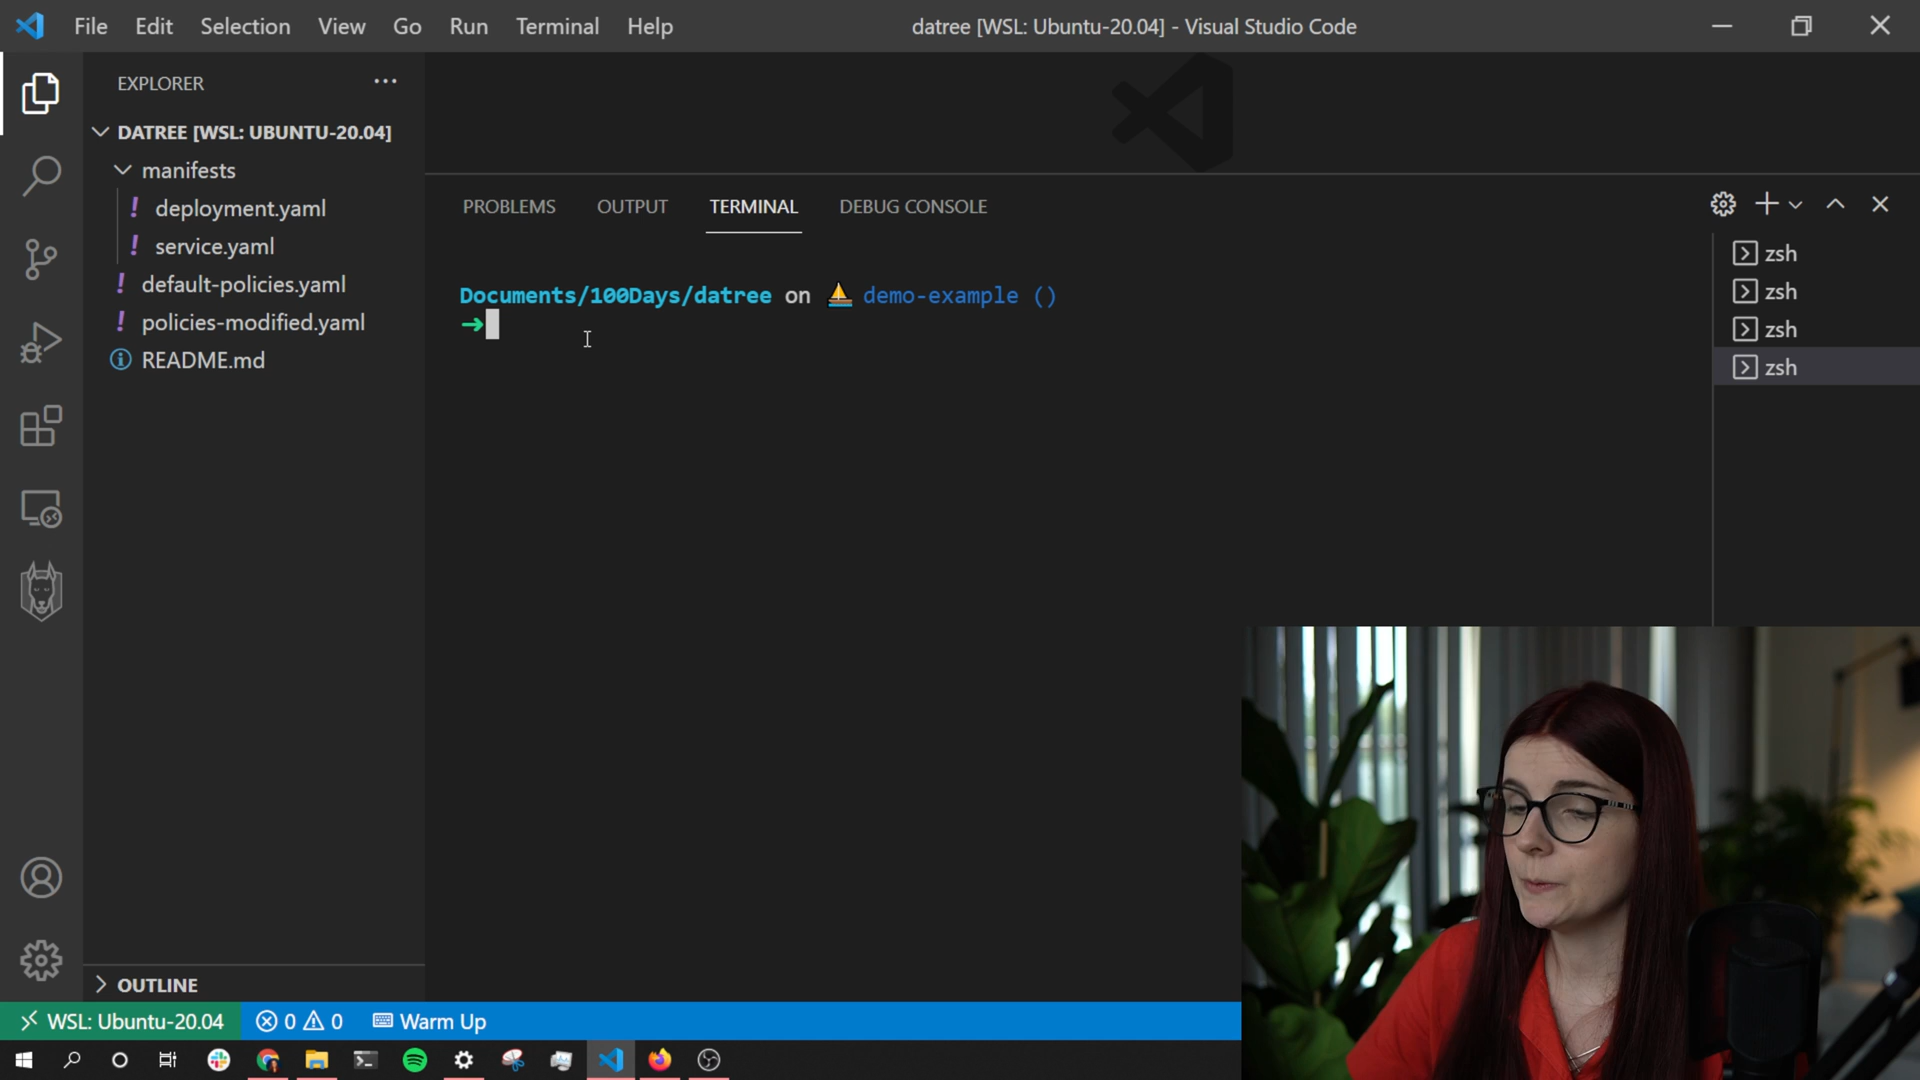 File Edit Selection View Go Run Terminal Help
datree [WSL: Ubuntu-20.04] - Visual Studio Code
EXPLORER
DATREE [WSL: UBUNTU-20.04]
manifests
! deployment.yaml
! service.yaml
! default-policies.yaml
! policies-modified.yaml
README.md
OUTLINE
PROBLEMS OUTPUT TERMINAL DEBUG CONSOLE
Documents/100Days/datree on demo-example ()
zsh
zsh
zsh
zsh
WSL: Ubuntu-20.04 0 0 Warm Up